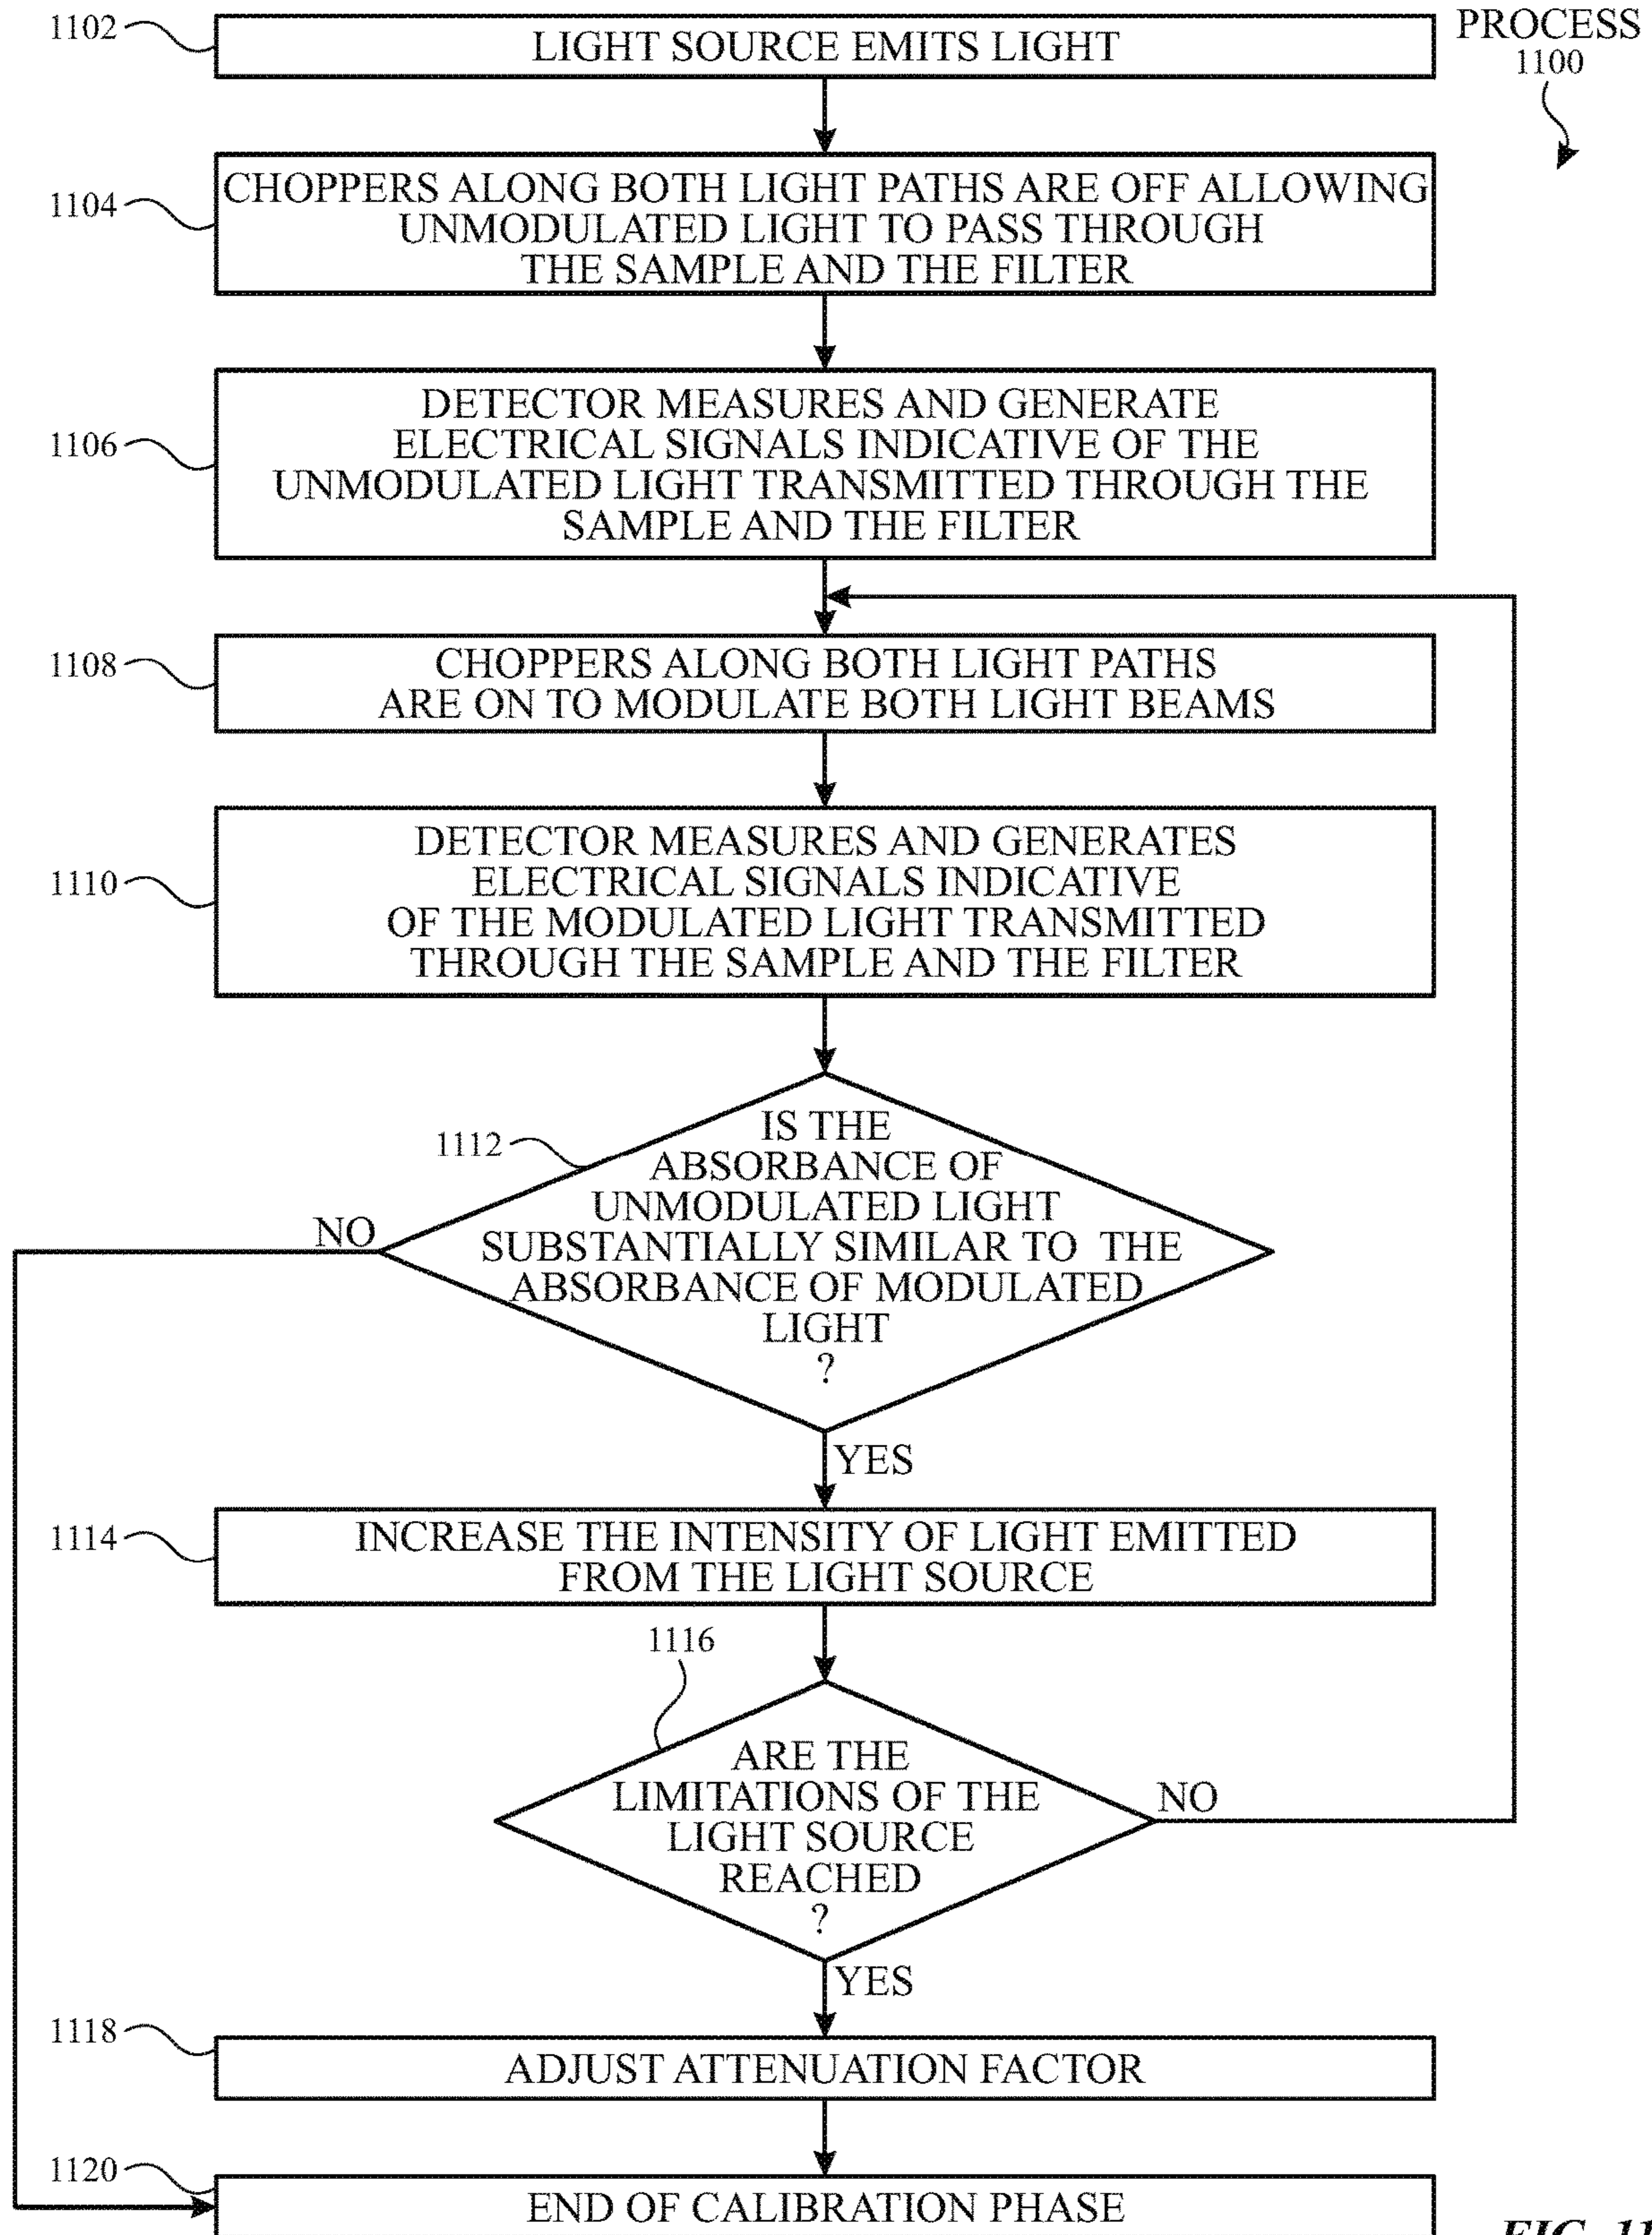 PROCESS
1100
1102
LIGHT SOURCE EMITS LIGHT
1104
CHOPPERS ALONG BOTH LIGHT PATHS ARE OFF ALLOWING
UNMODULATED LIGHT TO PASS THROUGH
THE SAMPLE AND THE FILTER
1106
DETECTOR MEASURES AND GENERATE
ELECTRICAL SIGNALS INDICATIVE OF THE
UNMODULATED LIGHT TRANSMITTED THROUGH THE
SAMPLE AND THE FILTER
1108
CHOPPERS ALONG BOTH LIGHT PATHS
ARE ON TO MODULATE BOTH LIGHT BEAMS
1110
DETECTOR MEASURES AND GENERATES
ELECTRICAL SIGNALS INDICATIVE
OF THE MODULATED LIGHT TRANSMITTED
THROUGH THE SAMPLE AND THE FILTER
1112
IS THE
ABSORBANCE OF
UNMODULATED LIGHT
SUBSTANTIALLY SIMILAR TO THE
ABSORBANCE OF MODULATED
LIGHT
?
NO
YES
1114
INCREASE THE INTENSITY OF LIGHT EMITTED
FROM THE LIGHT SOURCE
1116
ARE THE
LIMITATIONS OF THE
LIGHT SOURCE
REACHED
?
NO
YES
1118
ADJUST ATTENUATION FACTOR
1120
END OF CALIBRATION PHASE
FIG. 11